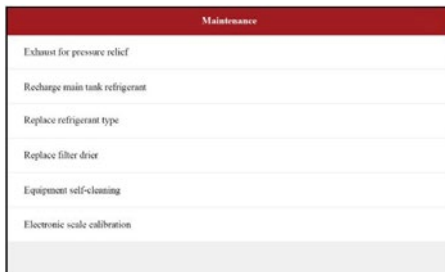 Maintenance
Exhaust for pressure relief
Recharge main tank refrigerant
Replace refrigerant type
Replace filter drier
Equipment self-cleaning
Electronic scale calibration